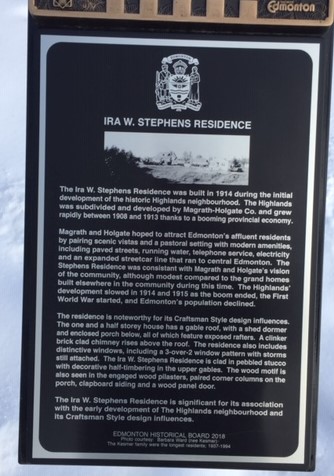 Edmonton
IRA W. STEPHENS RESIDENCE
The Ira W. Stephens Residence was built in 1914 during the initial
development of the historic Highlands neighbourhood. The Highlands
was subdivided and developed by Magrath-Holgate Co. and grew
rapidly between 1908 and 1913 thanks to a booming provincial economy.
Magrath and Holgate hoped to attract Edmonton's affluent residents
by pairing scenic vistas and a pastoral setting with modern amenities,
including paved streets, running water, telephone service, electricity
and an expanded streetcar line that ran to central Edmonton. The
Stephens Residence was consistent with Magrath and Holgate's vision
of the community, although modest compared to the grand homes
built elsewhere in the community during this time. The Highlands'
development slowed in 1914 and 1915 as the boom ended, the First
World War started, and Edmonton's population declined.
The residence is noteworthy for its Craftsman Style design influences.
The one and a half storey house has a gable roof, with a shed dormer
and enclosed porch below, all of which feature exposed rafters. A clinker
brick clad chimney rises above the roof. The residence also includes
distinctive windows, including a 3-over-2 window pattern with storms
still attached. The Ira W. Stephens Residence is clad in pebbled stucco
with decorative half-timbering in the upper gables. The wood motif is
also seen in the engaged wood pilasters, paired corner columns on the
porch, clapboard siding and a wood panel door.
The Ira W. Stephens Residence is significant for its association
with the early development of The Highlands neighbourhood and
its Craftsman Style design influences.
EDMONTON HISTORICAL BOARD 2018
Photo courtesy: Barbara Want (nee Kasmer)
The Kasmer family were the longest residents: